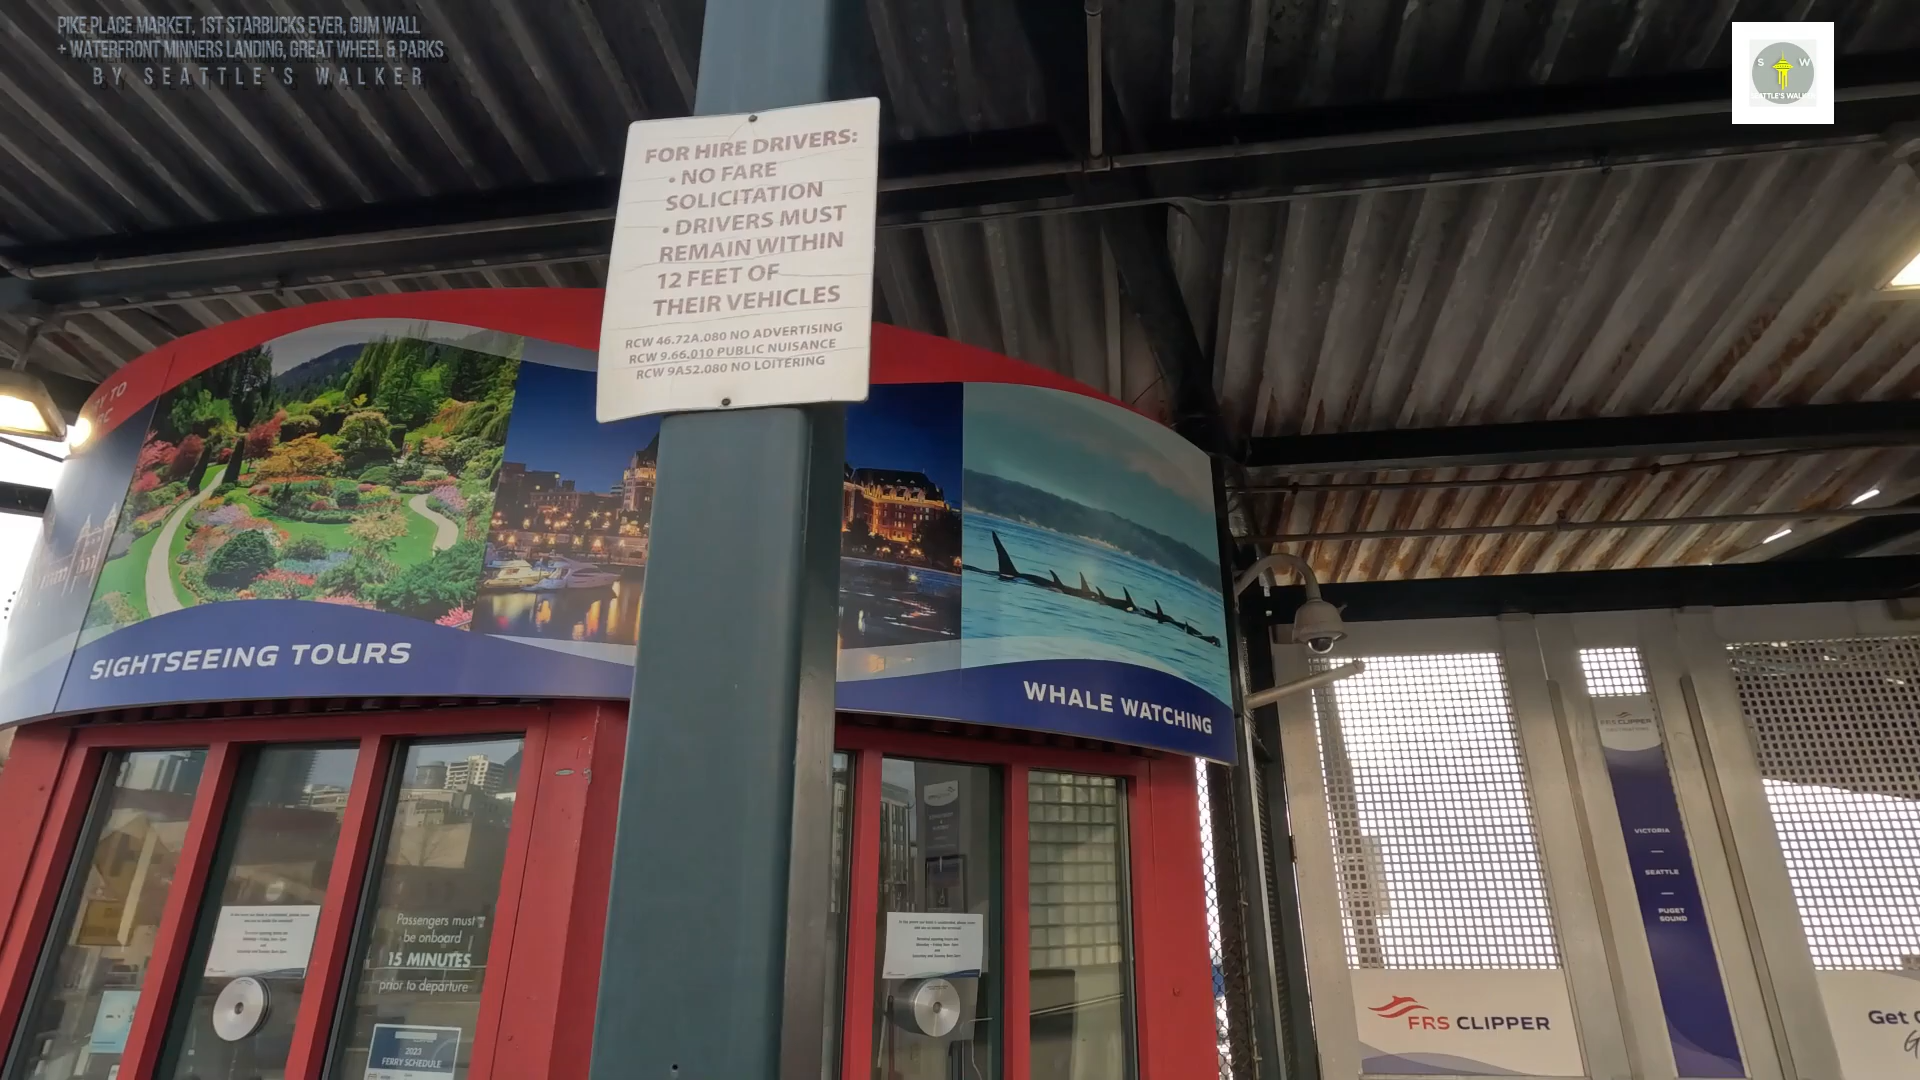 PIKE PLACE MARKET, 1ST STARBUCKS EVER, GUM WALL
+ WATERFRONT MINNERS LANDING, GREAT WHEEL & PARKS
BY SEATTLE'S WALKER
S W
FOR HIRE DRIVERS:
• NO FARE
SOLICITATION
• DRIVERS MUST
REMAIN WITHIN
12 FEET OF
THEIR VEHICLES
RCW 46.72A.080 NO ADVERTISING
RCW 9.66.010 PUBLIC NUISANCE
RCW 9A52.080 NO LOITERING
SIGHTSEEING TOURS
WHALE WATCHING
Passengers must
be onboard
15 MINUTES
prior to departure
2023
FERRY SCHEDULE
FRS CLIPPER
VICTORIA
—
SEATTLE
—
PUGET
SOUND
FRS CLIPPER
Get